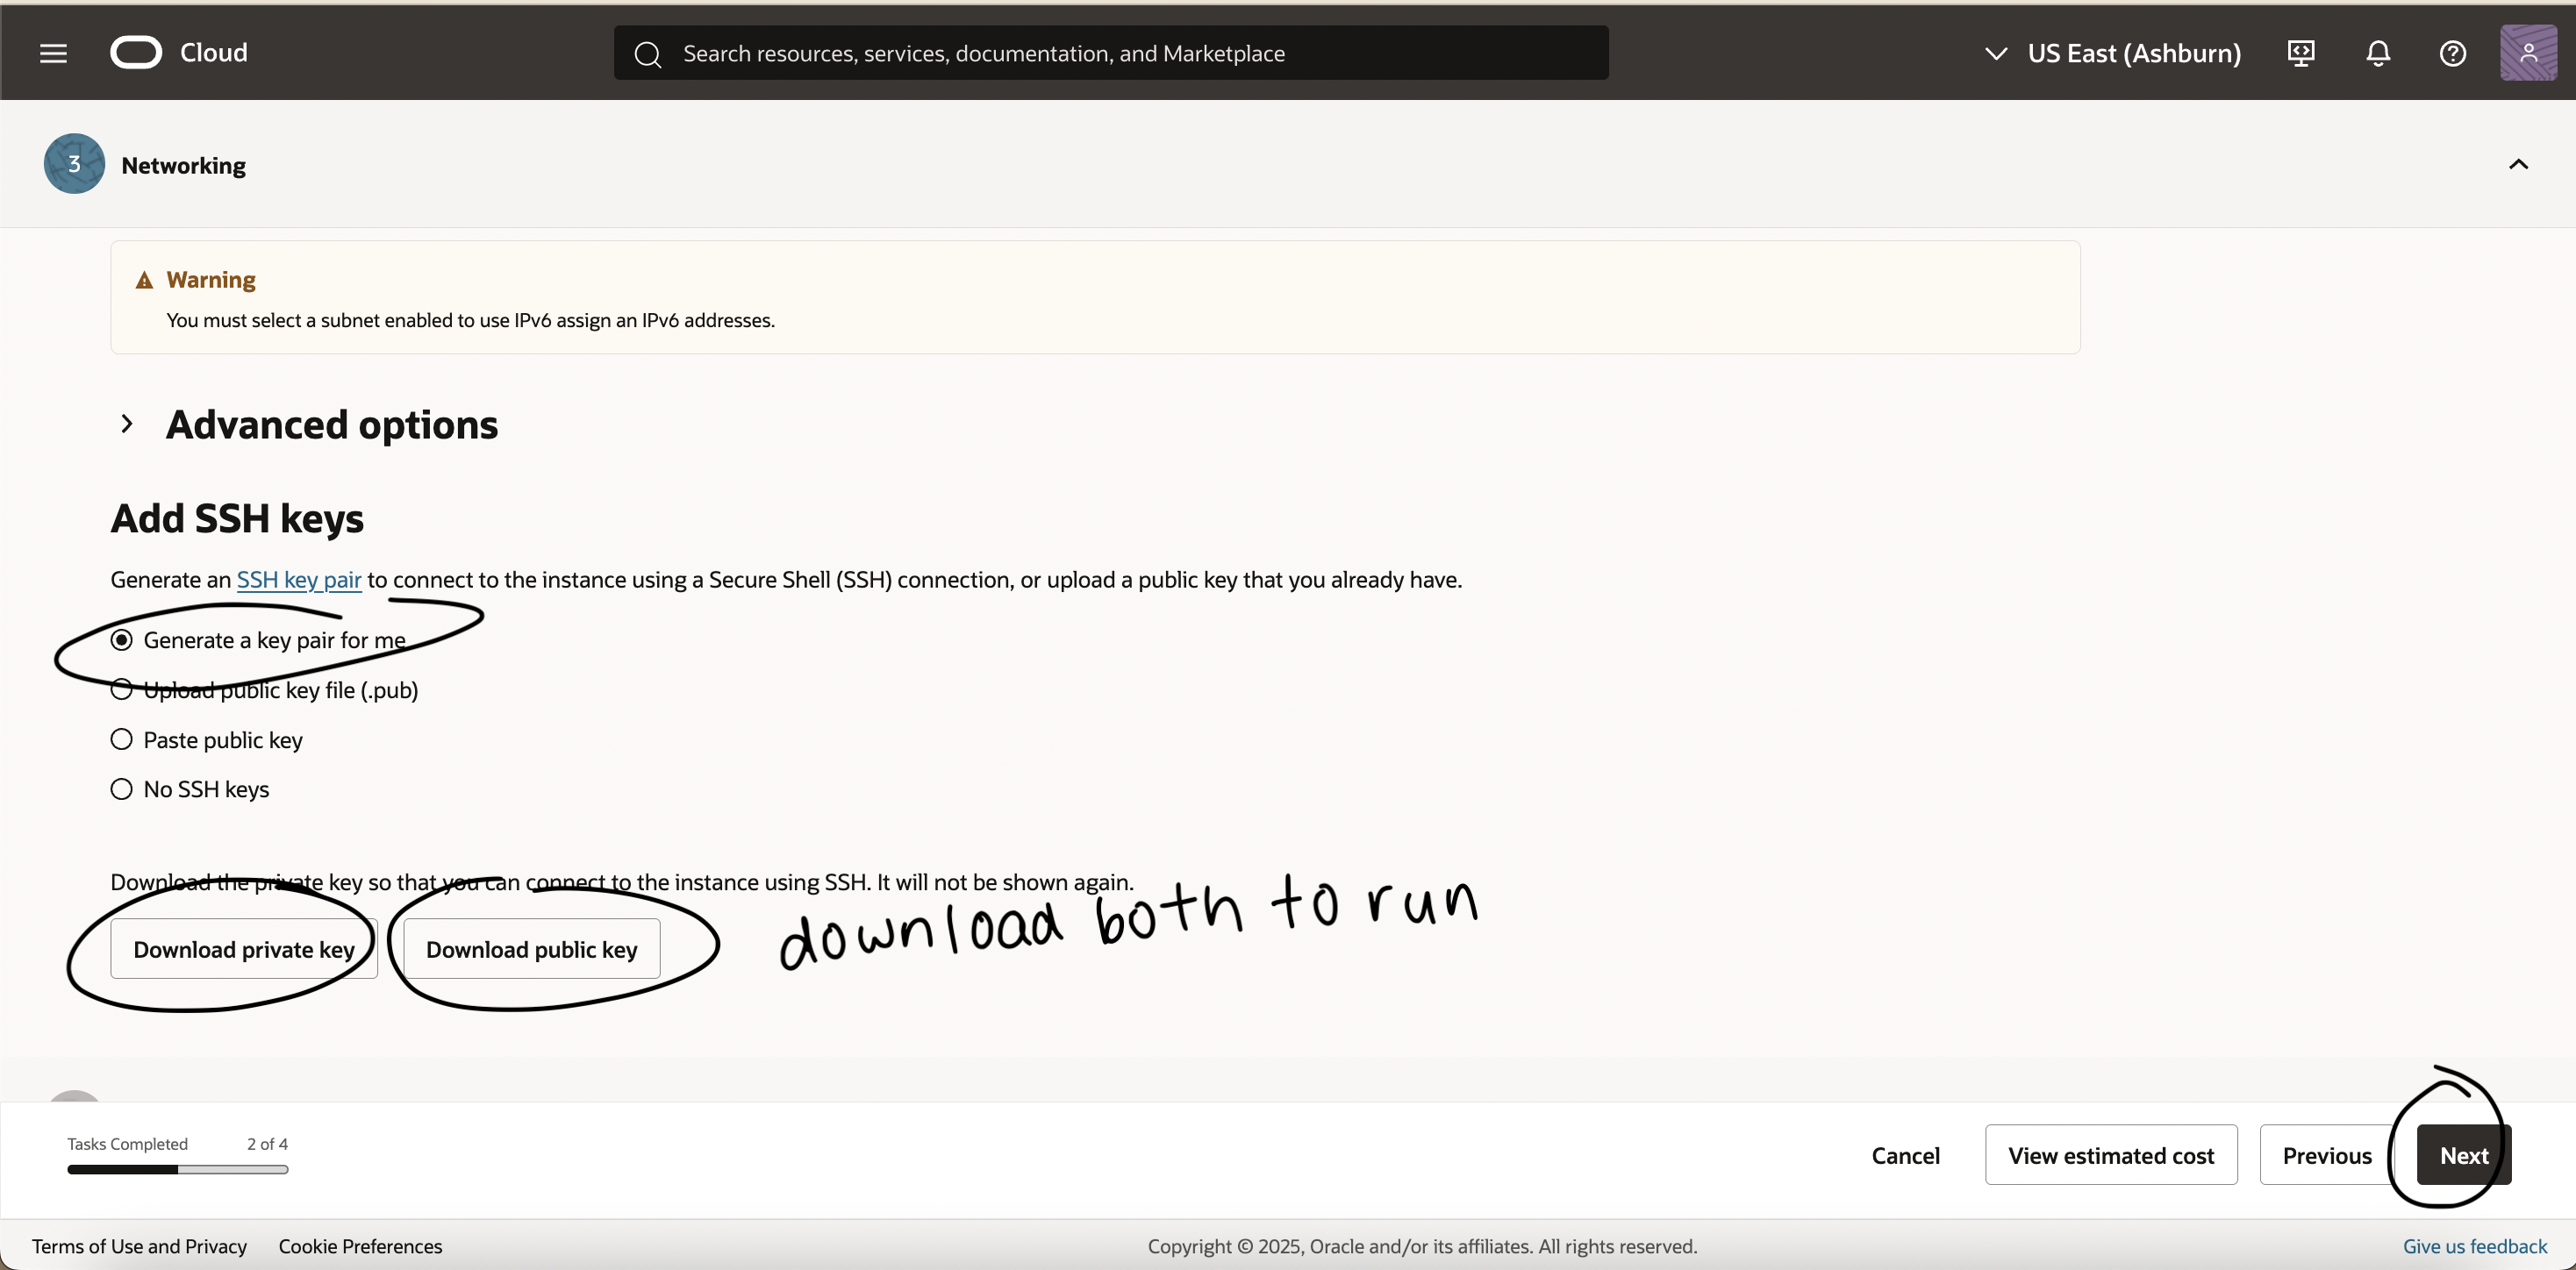 Cloud
Search resources, services, documentation, and Marketplace
US East (Ashburn)
3
Networking
Warning
You must select a subnet enabled to use IPv6 assign an IPv6 addresses.
Advanced options
Add SSH keys
Generate an SSH key pair to connect to the instance using a Secure Shell (SSH) connection, or upload a public key that you already have.
Generate a key pair for me
Upload public key file (.pub)
Paste public key
No SSH keys
Download the private key so that you can connect to the instance using SSH. It will not be shown again.
Download private key
Download public key
download both to run
Tasks Completed
2 of 4
Cancel
View estimated cost
Previous
Next
Terms of Use and Privacy
Cookie Preferences
Copyright © 2025, Oracle and/or its affiliates. All rights reserved.
Give us feedback